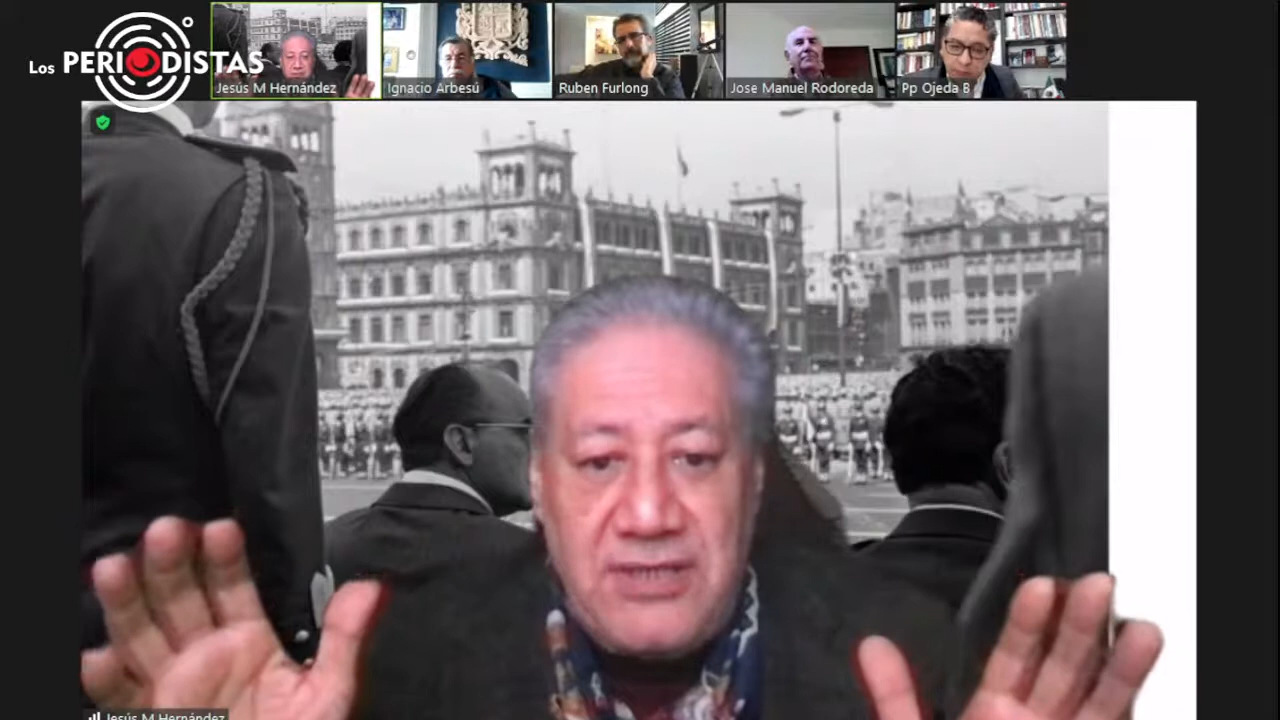 Los PERIODISTAS
Jesús M Hernández
Ignacio Arbesú
Ruben Furlong
Jose Manuel Rodoreda
Pp Ojeda B
Jesús M Hernández